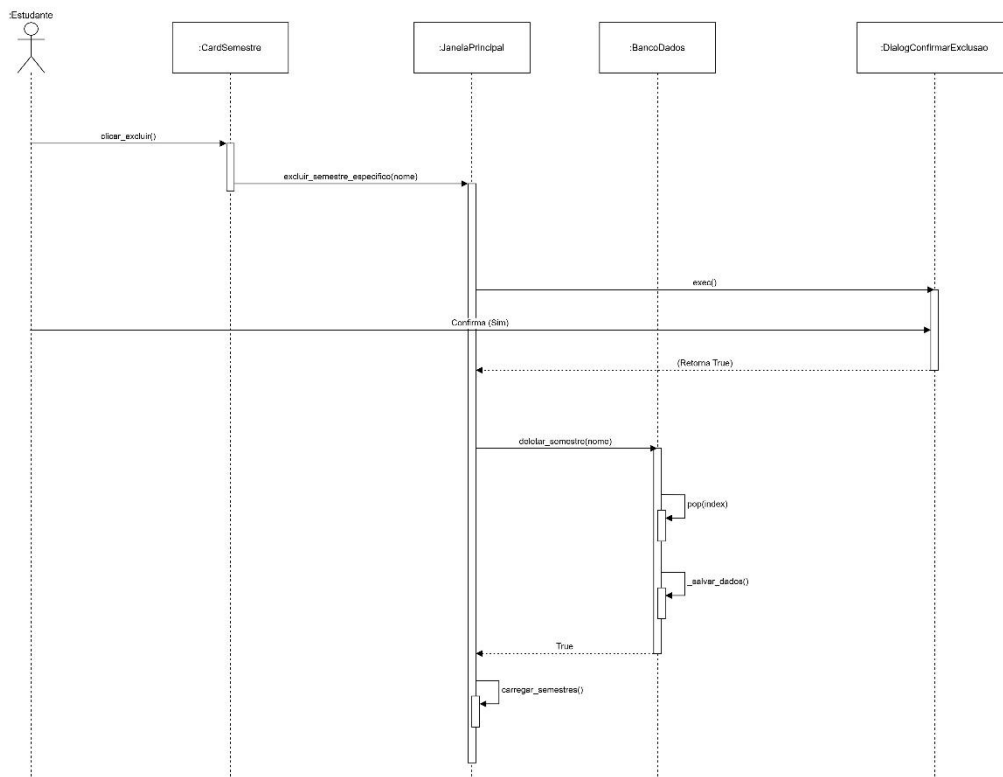 :Estudante
:CardSemestre
:JanelaPrincipal
:BancoDados
:DialogConfirmarExclusao
clicar_excluir()
excluir_semestre_especifico(nome)
exec()
Confirma (Sim)
(Retorna True)
deletar_semestre(nome)
pop(index)
_salvar_dados()
True
carregar_semestres()